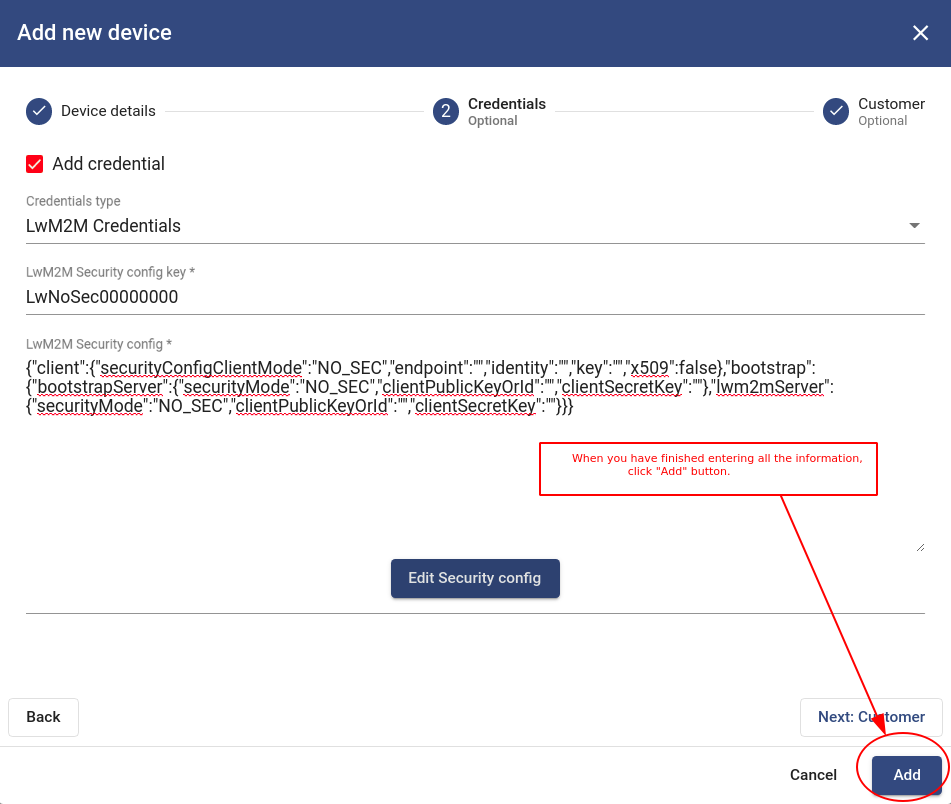 Add new device
Device details
2
Credentials
Optional
Customer
Optional
Add credential
Credentials type
LwM2M Credentials
LwM2M Security config key *
LwNoSec00000000
LwM2M Security config *
{"client":{"securityConfigClientMode":"NO_SEC","endpoint":"","identity":"","key":"","x509":false},"bootstrap":
{"bootstrapServer":{"securityMode":"NO_SEC","clientPublicKeyOrId":"","clientSecretKey":""},"lwm2mServer":
{"securityMode":"NO_SEC","clientPublicKeyOrId":"","clientSecretKey":""}}}
When you have finished entering all the information,
click "Add" button.
Edit Security config
Back
Next: Customer
Cancel
Add